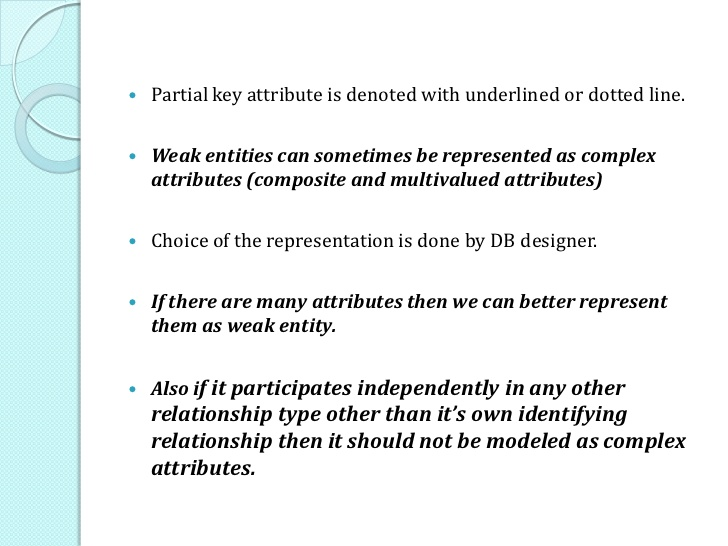 • Partial key attribute is denoted with underlined or dotted line.
• Weak entities can sometimes be represented as complex
attributes (composite and multivalued attributes)
• Choice of the representation is done by DB designer.
• If there are many attributes then we can better represent
them as weak entity.
• Also if it participates independently in any other
relationship type other than it’s own identifying
relationship then it should not be modeled as complex
attributes.